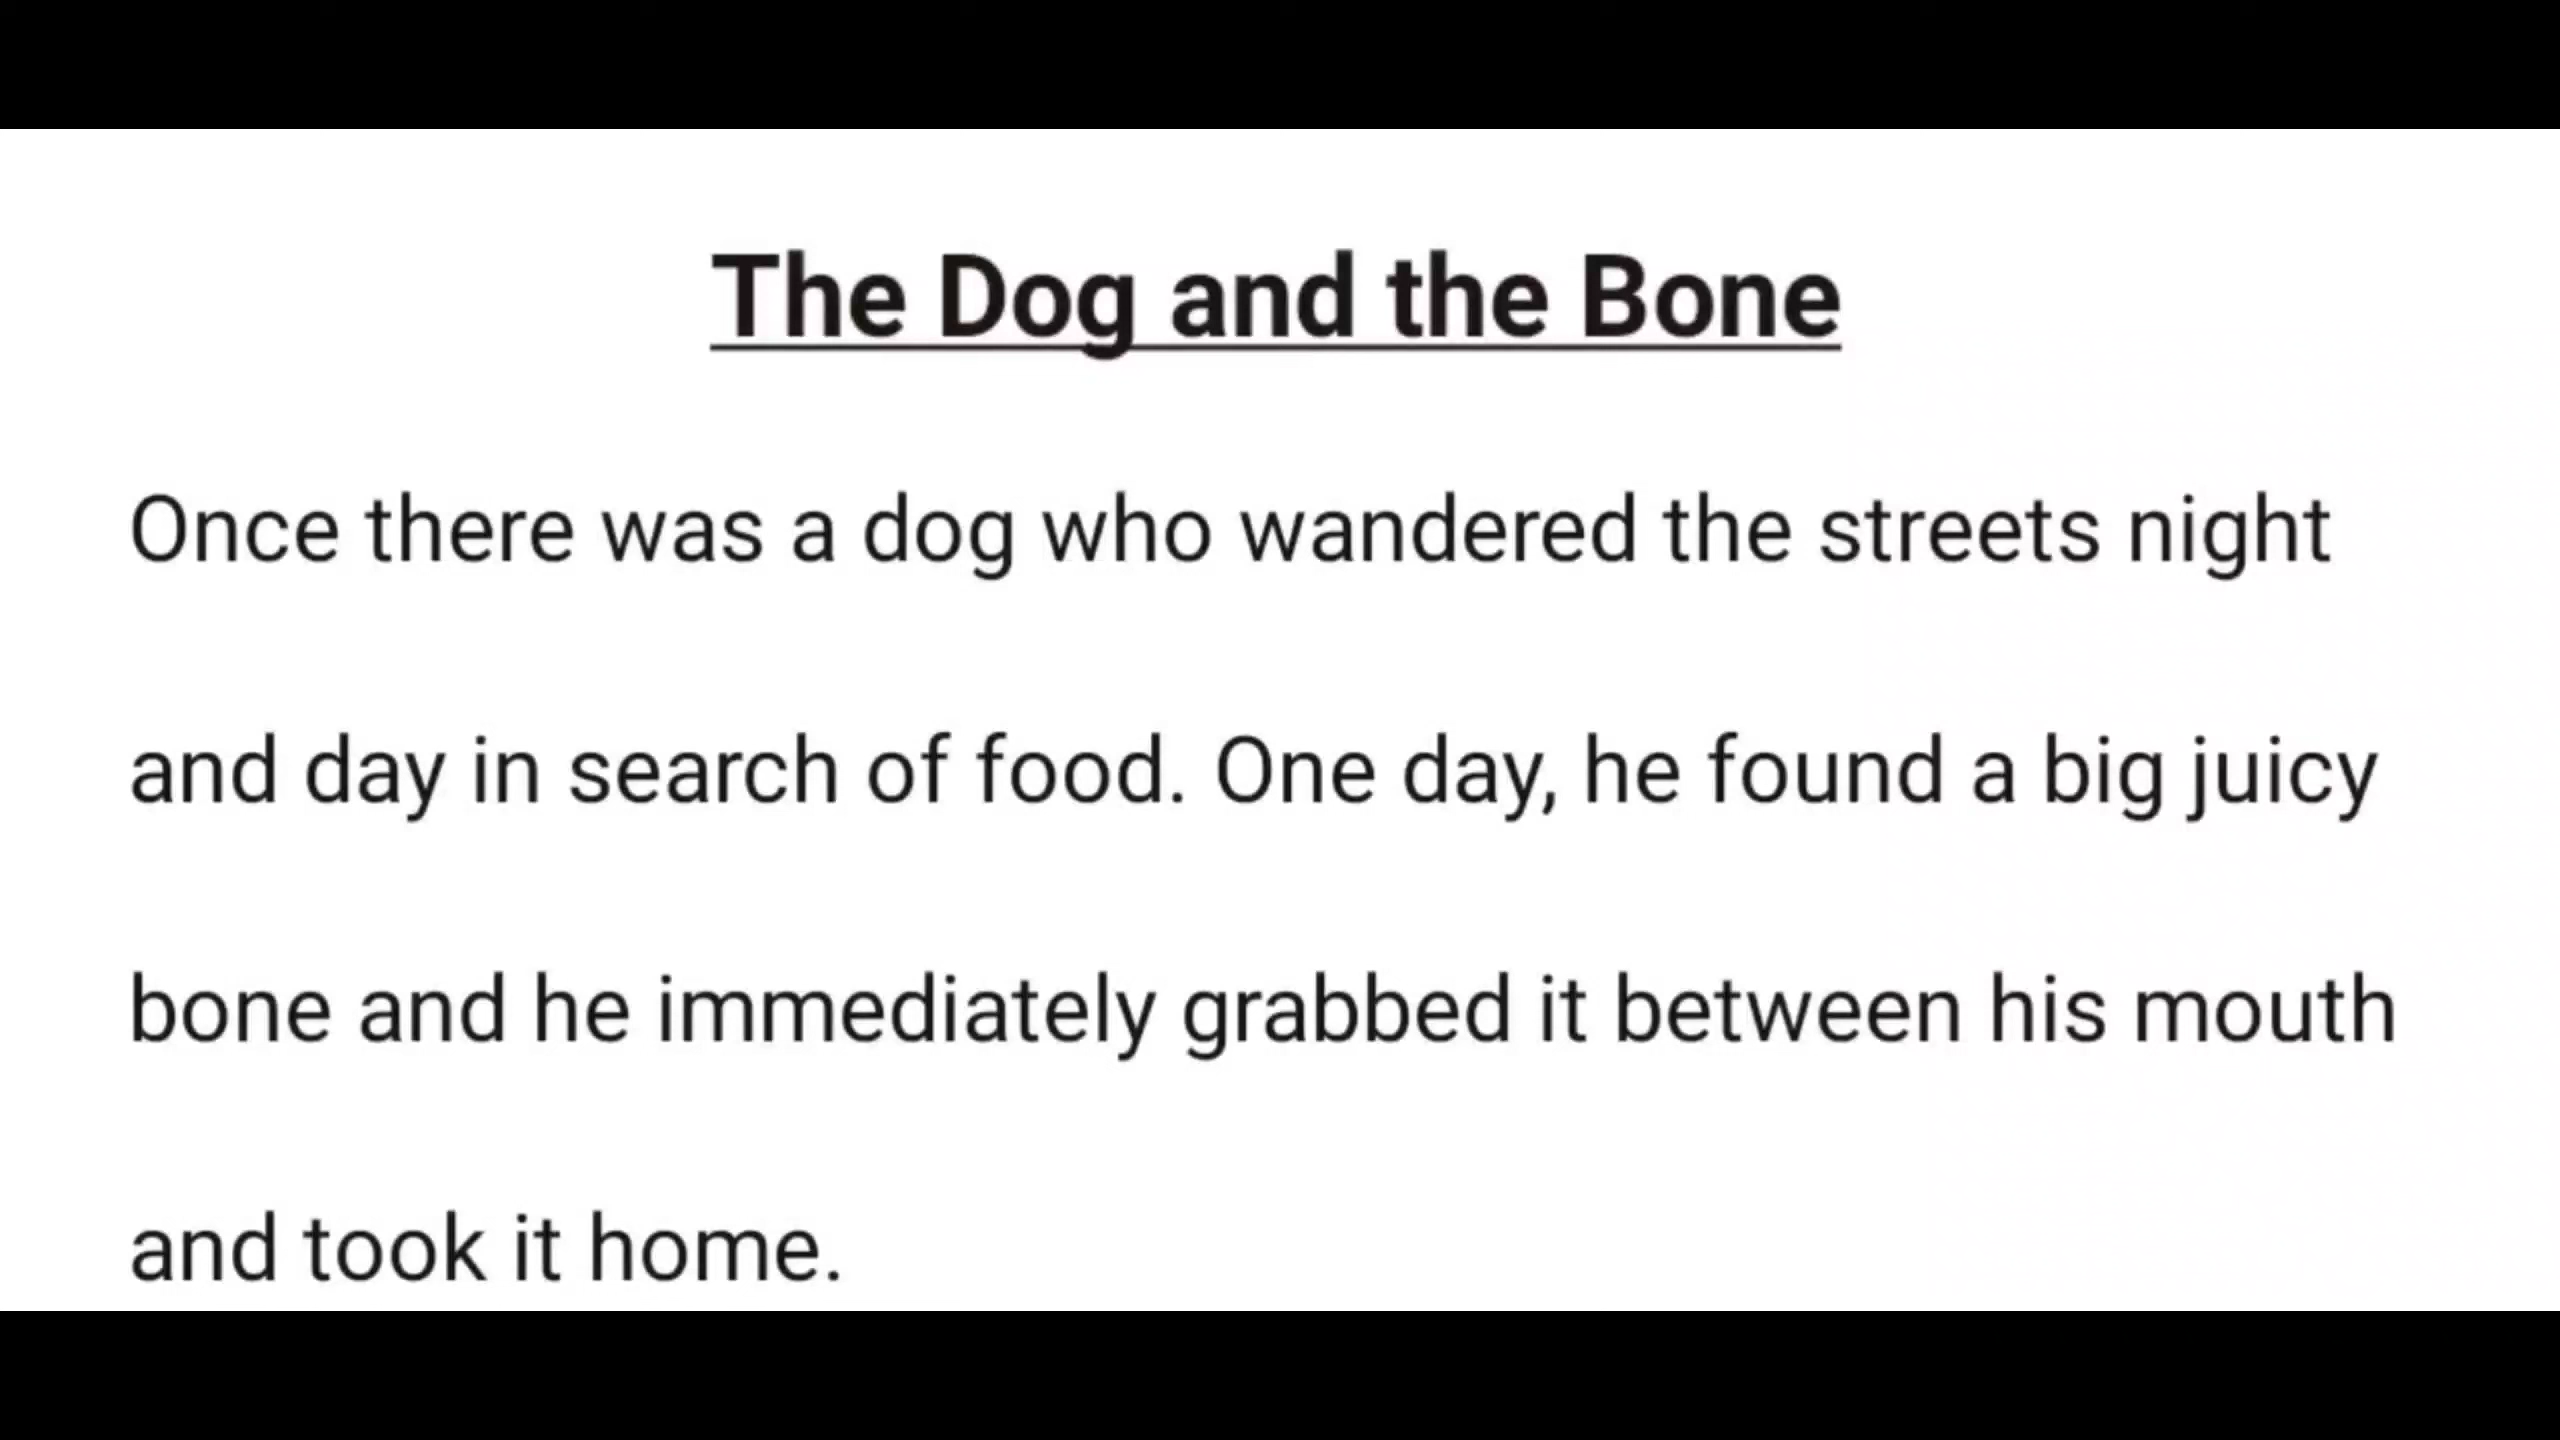 The Dog and the Bone
Once there was a dog who wandered the streets night
and day in search of food. One day, he found a big juicy
bone and he immediately grabbed it between his mouth
and took it home.